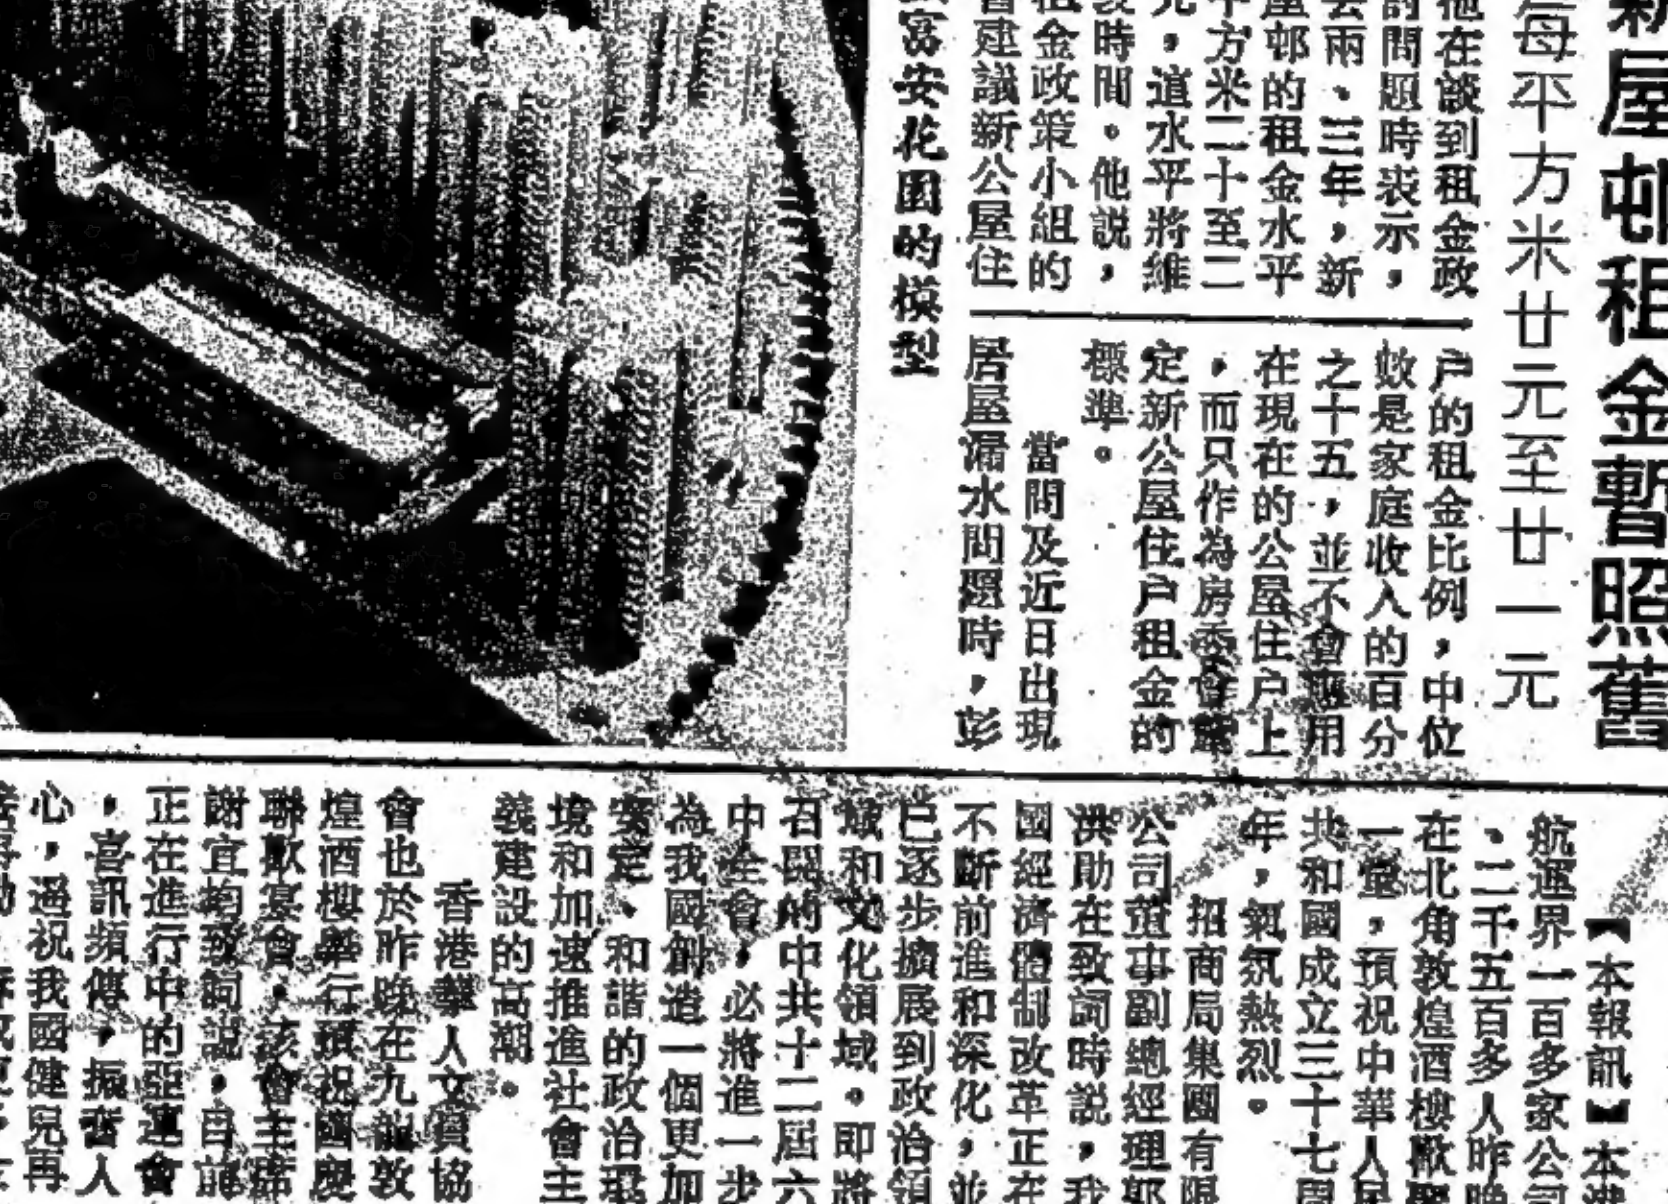 新屋邨租金暫照舊
每平方米廿元至廿一元
他在談到租金政
討問題時表示，
去兩、三年，新
屋邨的租金水平
平方米二十至二
元，這水平將維
時間。他說，
租金政策小組的
會建議新公屋住
户的租金比例，中位
數是家庭收入的百分
之十五，並不會應用
在現在的公屋住户上
，而只作為房委會釐
定新公屋住户租金的
標準。
當問及近日出現
居屋漏水問題時，彭
富安花園的模型
【本報訊】本港
航運界一百多家公司
、二千五百多人昨晚
在北角敦煌酒樓歡聚
一堂，預祝中華人民
共和國成立三十七周
年，氣氛熱烈。
招商局集團有限
公司董事副總經理郭
洪助在致詞時說，我
國經濟體制改革正在
不斷前進和深化，並
已逐步擴展到政治領
域和文化領域。即將
召開的中共十二屆六
中全會，必將進一步
為我國創造一個更加
安定、和諧的政治環
境和加速推進社會主
義建設的高潮。
香港華人文員協
會也於昨晚在九龍敦
煌酒樓舉行預祝國慶
聯歡宴會，該會主席
謝宜均致詞說，目前
正在進行中的亞運會
，喜訊頻傳，振奮人
心，遙祝我國健兒再